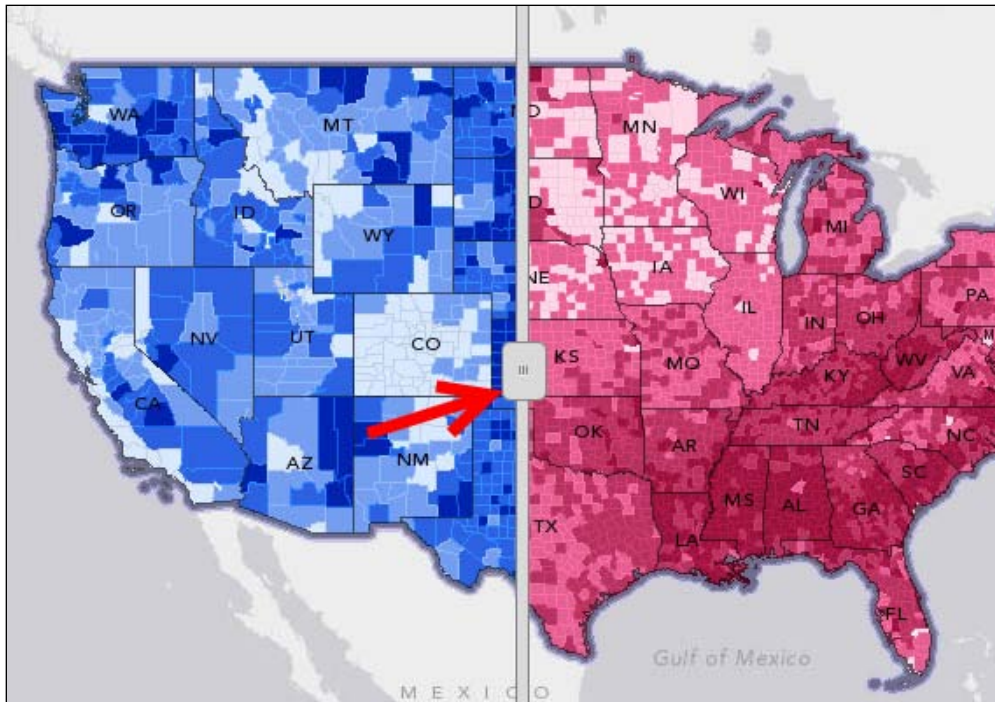 WA
MT
MN
OR
ID
WI
WY
MI
IA
NE
NV
UT
CO
IL
IN
OH
PA
KS
MO
WV
VA
CA
KY
AZ
NM
OK
AR
TN
NC
SC
TX
MS
AL
GA
LA
FL
Gulf of Mexico
MEXICO